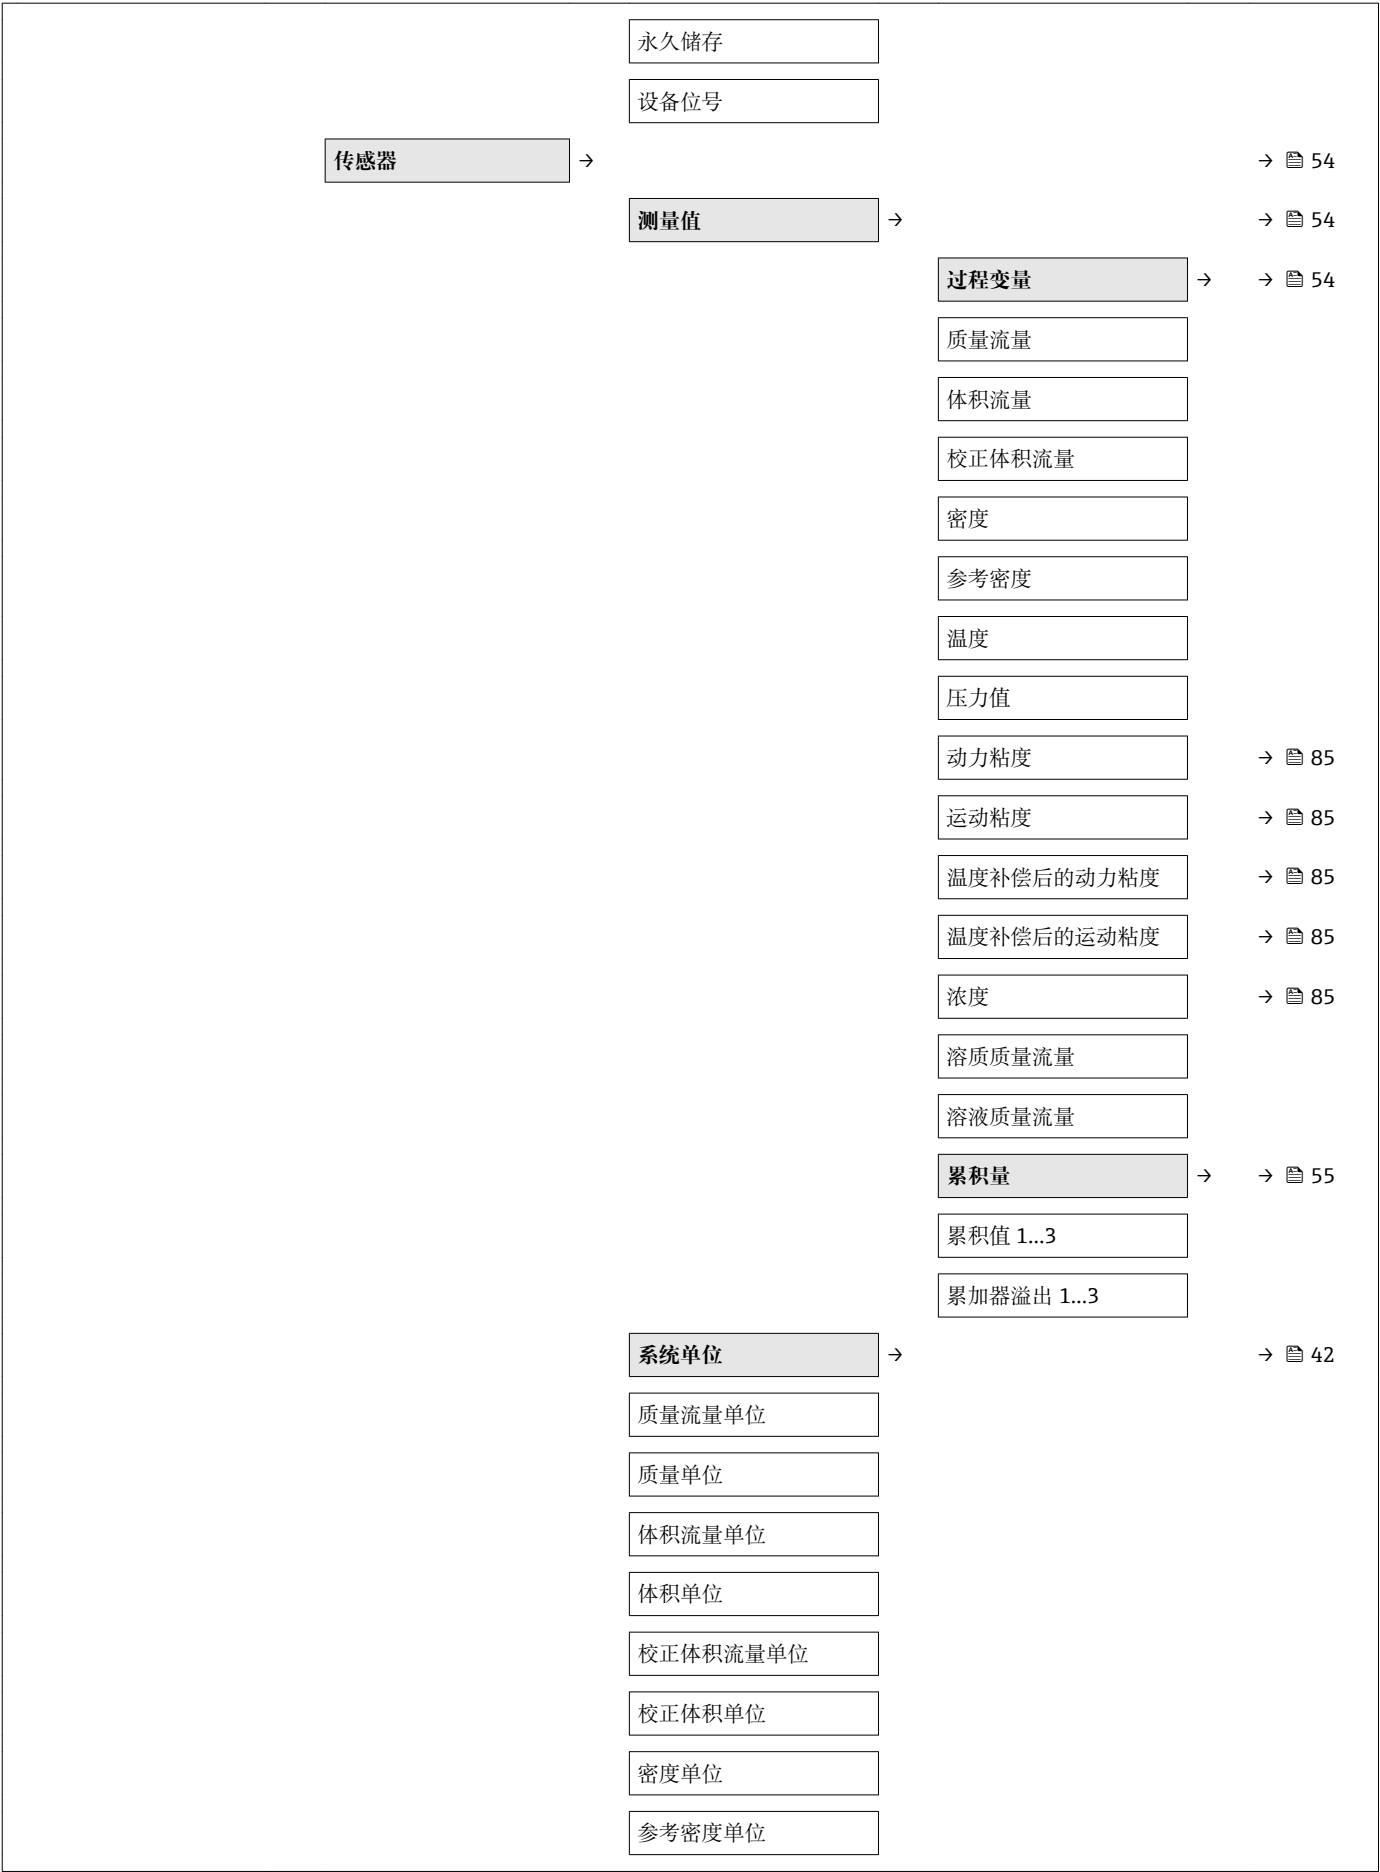 永久储存
设备位号
传感器 → → 54
测量值 → → 54
过程变量 → → 54
质量流量
体积流量
校正体积流量
密度
参考密度
温度
压力值
动力粘度 → 85
运动粘度 → 85
温度补偿后的动力粘度 → 85
温度补偿后的运动粘度 → 85
浓度 → 85
溶质质量流量
溶液质量流量
累积量 → → 55
累积值 1...3
累加器溢出 1...3
系统单位 → → 42
质量流量单位
质量单位
体积流量单位
体积单位
校正体积流量单位
校正体积单位
密度单位
参考密度单位